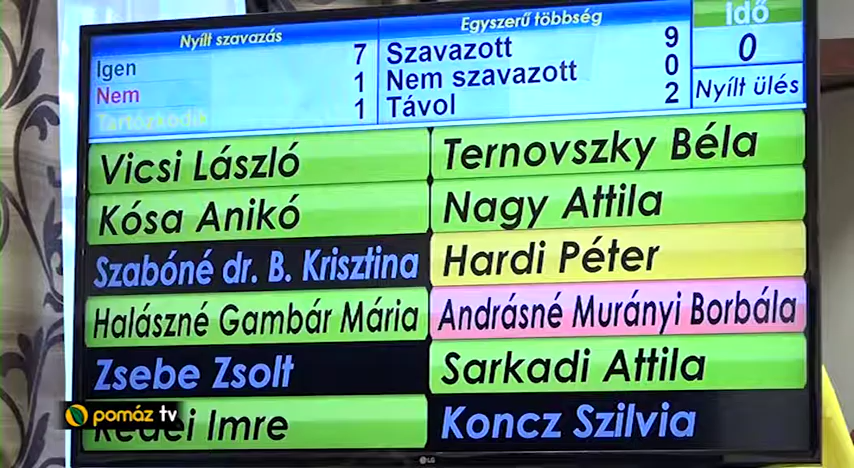 Nyílt szavazás
Egyszerű többség
Idő
Igen 7
Nem 1
Tartózkodik 1
Szavazott 9
Nem szavazott 0
Távol 2
0
Nyílt ülés
Vicsi László
Ternovszky Béla
Kósa Anikó
Nagy Attila
Szabóné dr. B. Krisztina
Hardi Péter
Halászné Gambár Mária
Andrásné Murányi Borbála
Zsebe Zsolt
Sarkadi Attila
Imre
Koncz Szilvia
pomáz tv
LG